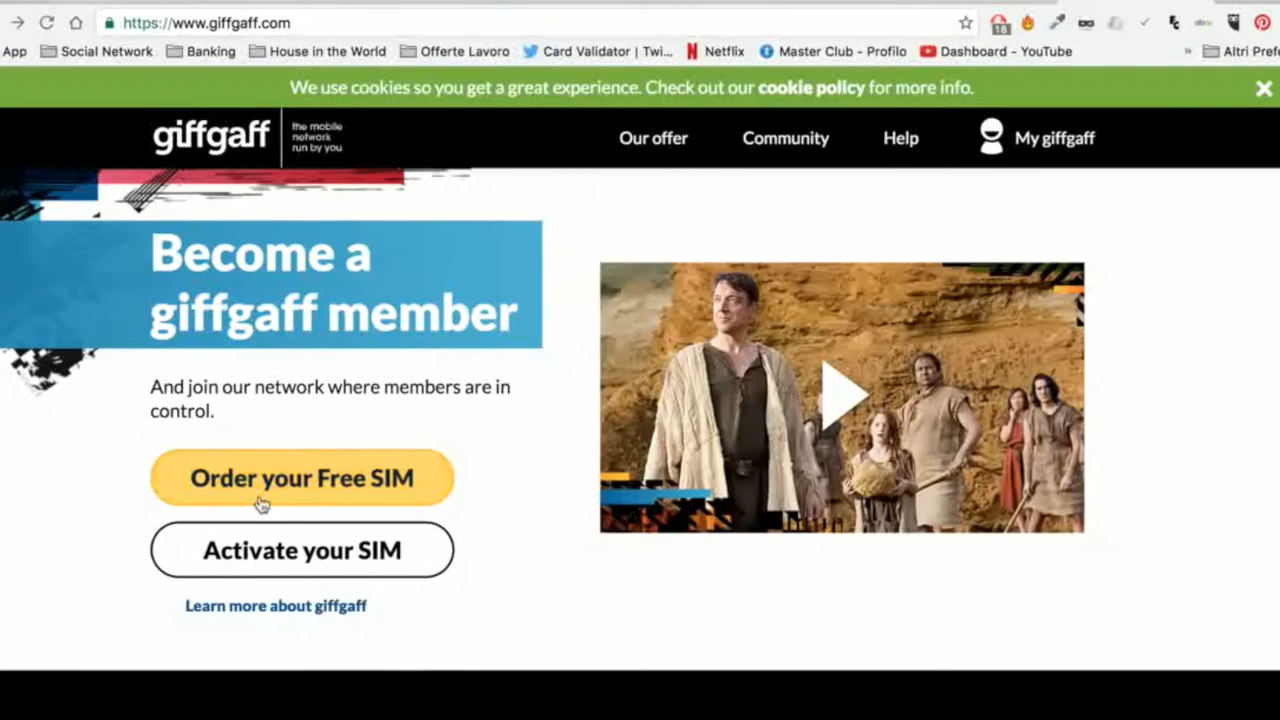 https://www.giffgaff.com
18
App Social Network Banking House in the World Offerte Lavoro Card Validator | Twi... Netflix Master Club - Profilo Dashboard - YouTube » Altri Prefe
We use cookies so you get a great experience. Check out our cookie policy for more info.
giffgaff
the mobile
network
run by you
Our offer Community Help My giffgaff
Become a
giffgaff member
And join our network where members are in
control.
Order your Free SIM
Activate your SIM
Learn more about giffgaff